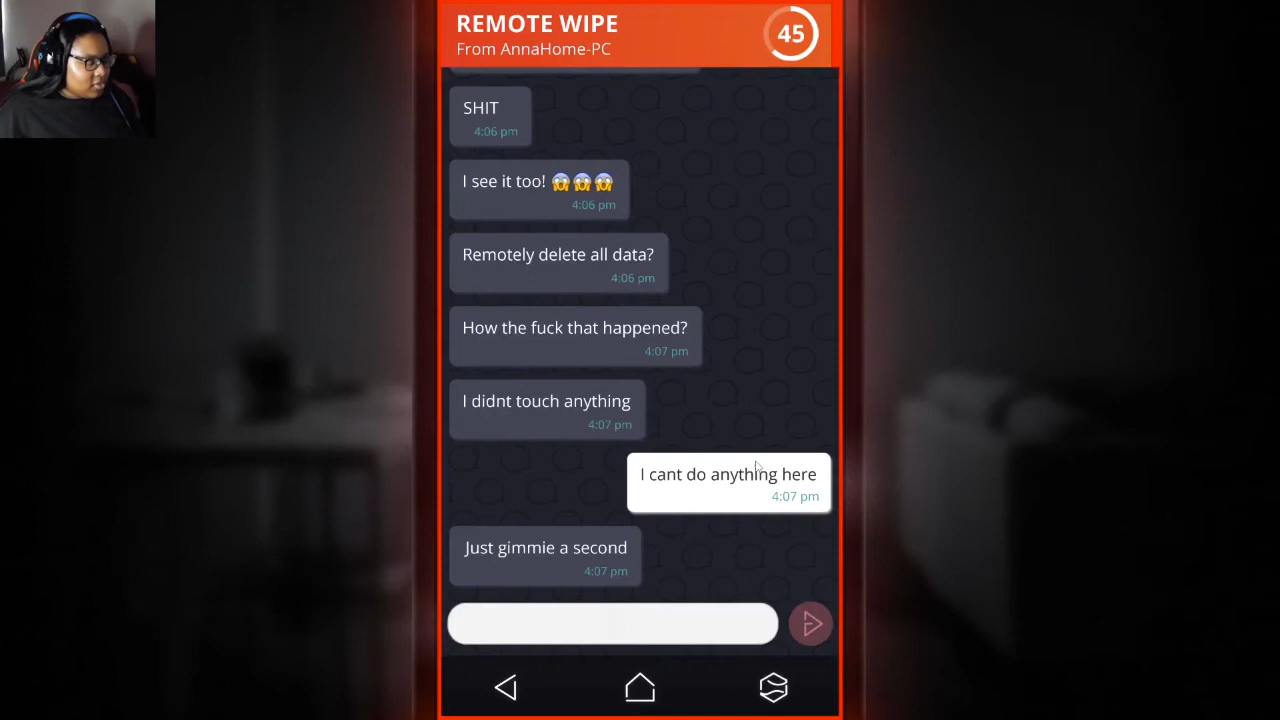 REMOTE WIPE
From AnnaHome-PC
45
SHIT
4:06 pm
I see it too! 😱😱😱
4:06 pm
Remotely delete all data?
4:06 pm
How the fuck that happened?
4:07 pm
I didnt touch anything
4:07 pm
I cant do anything here
4:07 pm
Just gimmie a second
4:07 pm